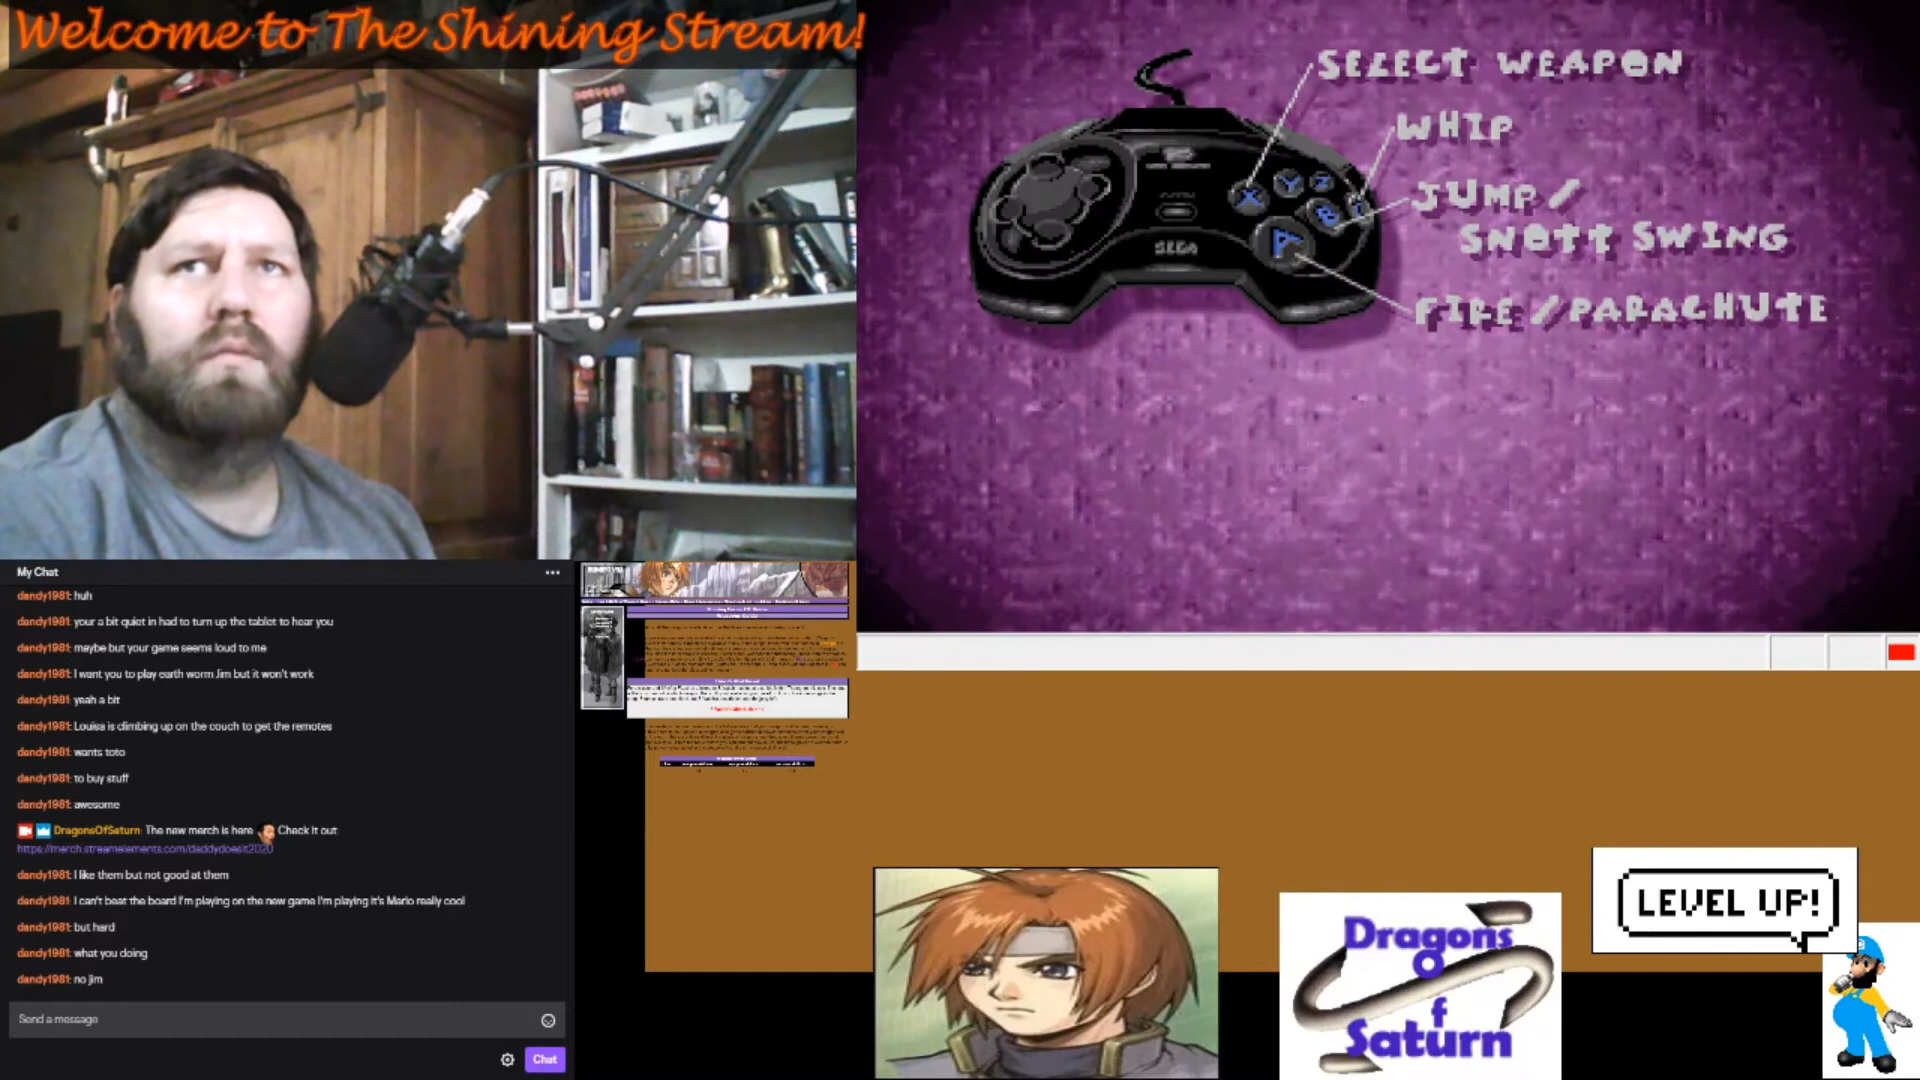 Welcome to The Shining Stream!
SELECT WEAPON
WHIP
JUMP /
SNOTT SWING
FIRE / PARACHUTE
X
Y
Z
B
SEGA
My Chat
dandy1981: huh
dandy1981: your a bit quiet in had to turn up the tablet to hear you
dandy1981: maybe but your game seems loud to me
dandy1981: I want you to play earth worm Jim but it won't work
dandy1981: yeah a bit
dandy1981: Louisa is climbing up on the couch to get the remotes
dandy1981: wants toto
dandy1981: to buy stuff
dandy1981: awesome
DragonsOfSaturn: The new merch is here Check it out:
https://merch.streamelements.com/daddydoesit2020
dandy1981: I like them but not good at them
dandy1981: I can't beat the board I'm playing on the new game I'm playing it's Mario really cool
dandy1981: but hard
dandy1981: what you doing
dandy1981: no jim
Send a message
Chat
Dragons
O
f
Saturn
LEVEL UP!